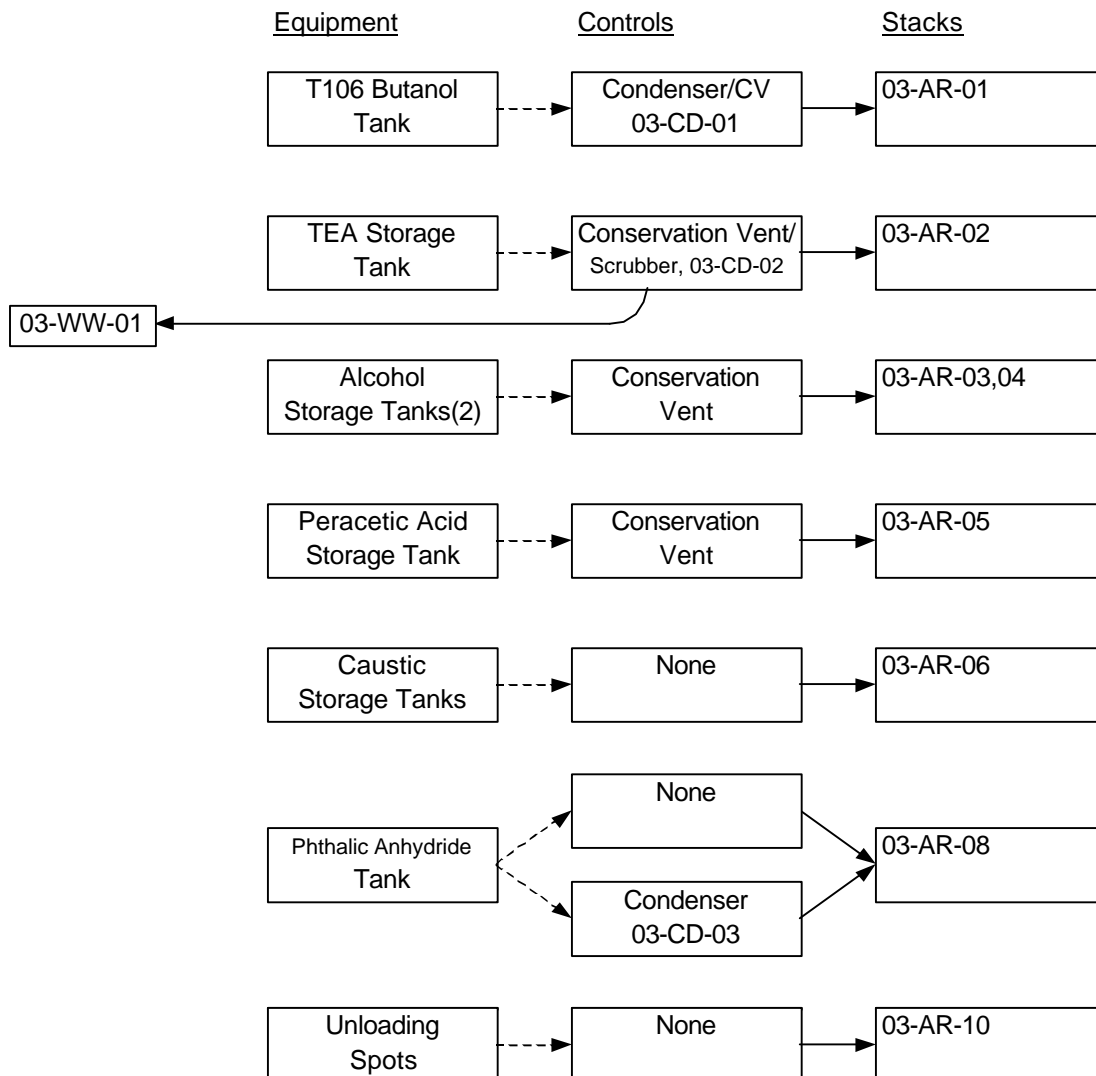 Equipment
Controls
Stacks
T106 Butanol
Tank
Condenser/CV
03-CD-01
03-AR-01
TEA Storage
Tank
Conservation Vent/
Scrubber, 03-CD-02
03-AR-02
03-WW-01
Alcohol
Storage Tanks(2)
Conservation
Vent
03-AR-03,04
Peracetic Acid
Storage Tank
Conservation
Vent
03-AR-05
Caustic
Storage Tanks
None
03-AR-06
Phthalic Anhydride
Tank
None
Condenser
03-CD-03
03-AR-08
Unloading
Spots
None
03-AR-10